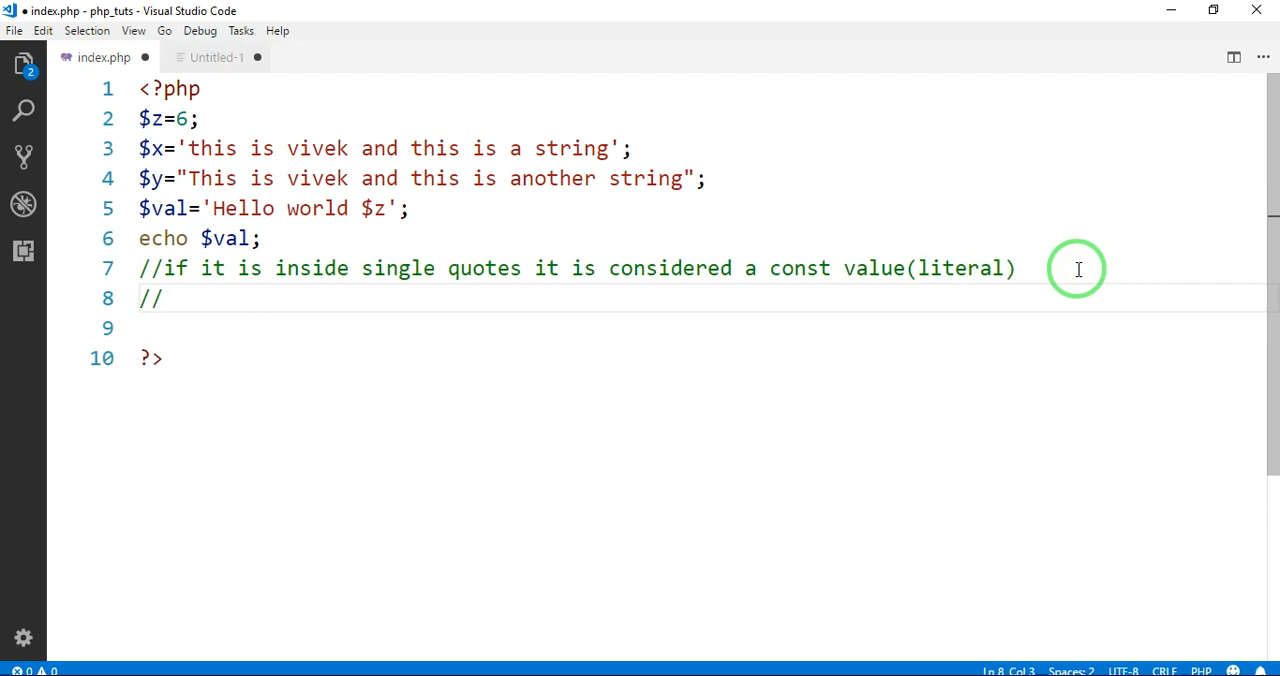 index.php - php_tuts - Visual Studio Code
File Edit Selection View Go Debug Tasks Help
index.php Untitled-1
2
1 <?php
2 $z=6;
3 $x='this is vivek and this is a string';
4 $y="This is vivek and this is another string";
5 $val='Hello world $z';
6 echo $val;
7 //if it is inside single quotes it is considered a const value(literal)
8 //
9
10 ?>
0 0 Ln 8, Col 3 Spaces: 2 UTF-8 CRLF PHP